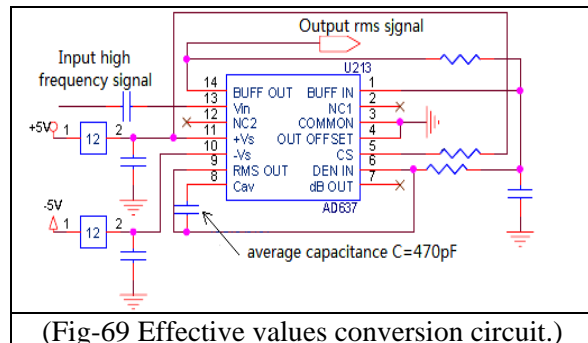 Output rms sjgnal
Input high
frequency signal
U213
14 BUFF OUT BUFF IN 1
13 Vin NC1 2
12 NC2 COMMON 3
11 +Vs OUT OFFSET 4
10 -Vs CS 5
9 RMS OUT DEN IN 6
8 Cav dB OUT 7
AD637
+5V 1 12 2
-5V
1 12 2
average capacitance C=470pF
(Fig-69 Effective values conversion circuit.)